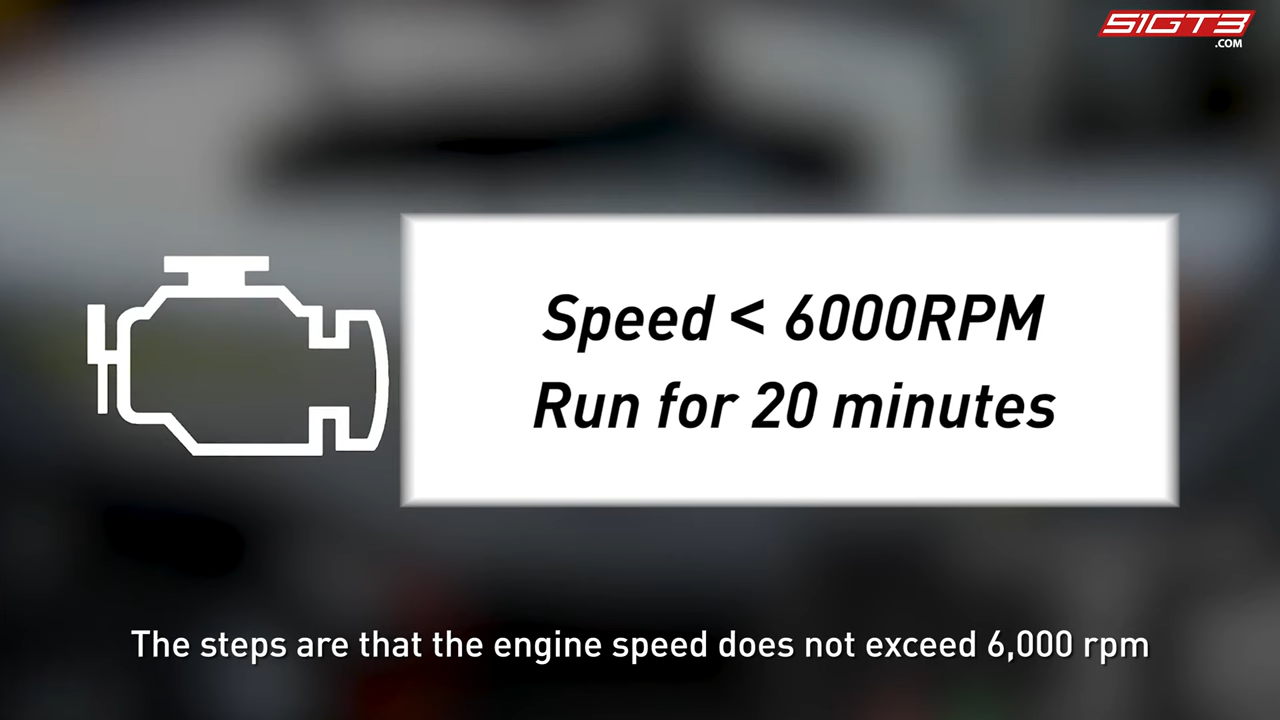 51GT3
.COM
Speed < 6000RPM
Run for 20 minutes
The steps are that the engine speed does not exceed 6,000 rpm